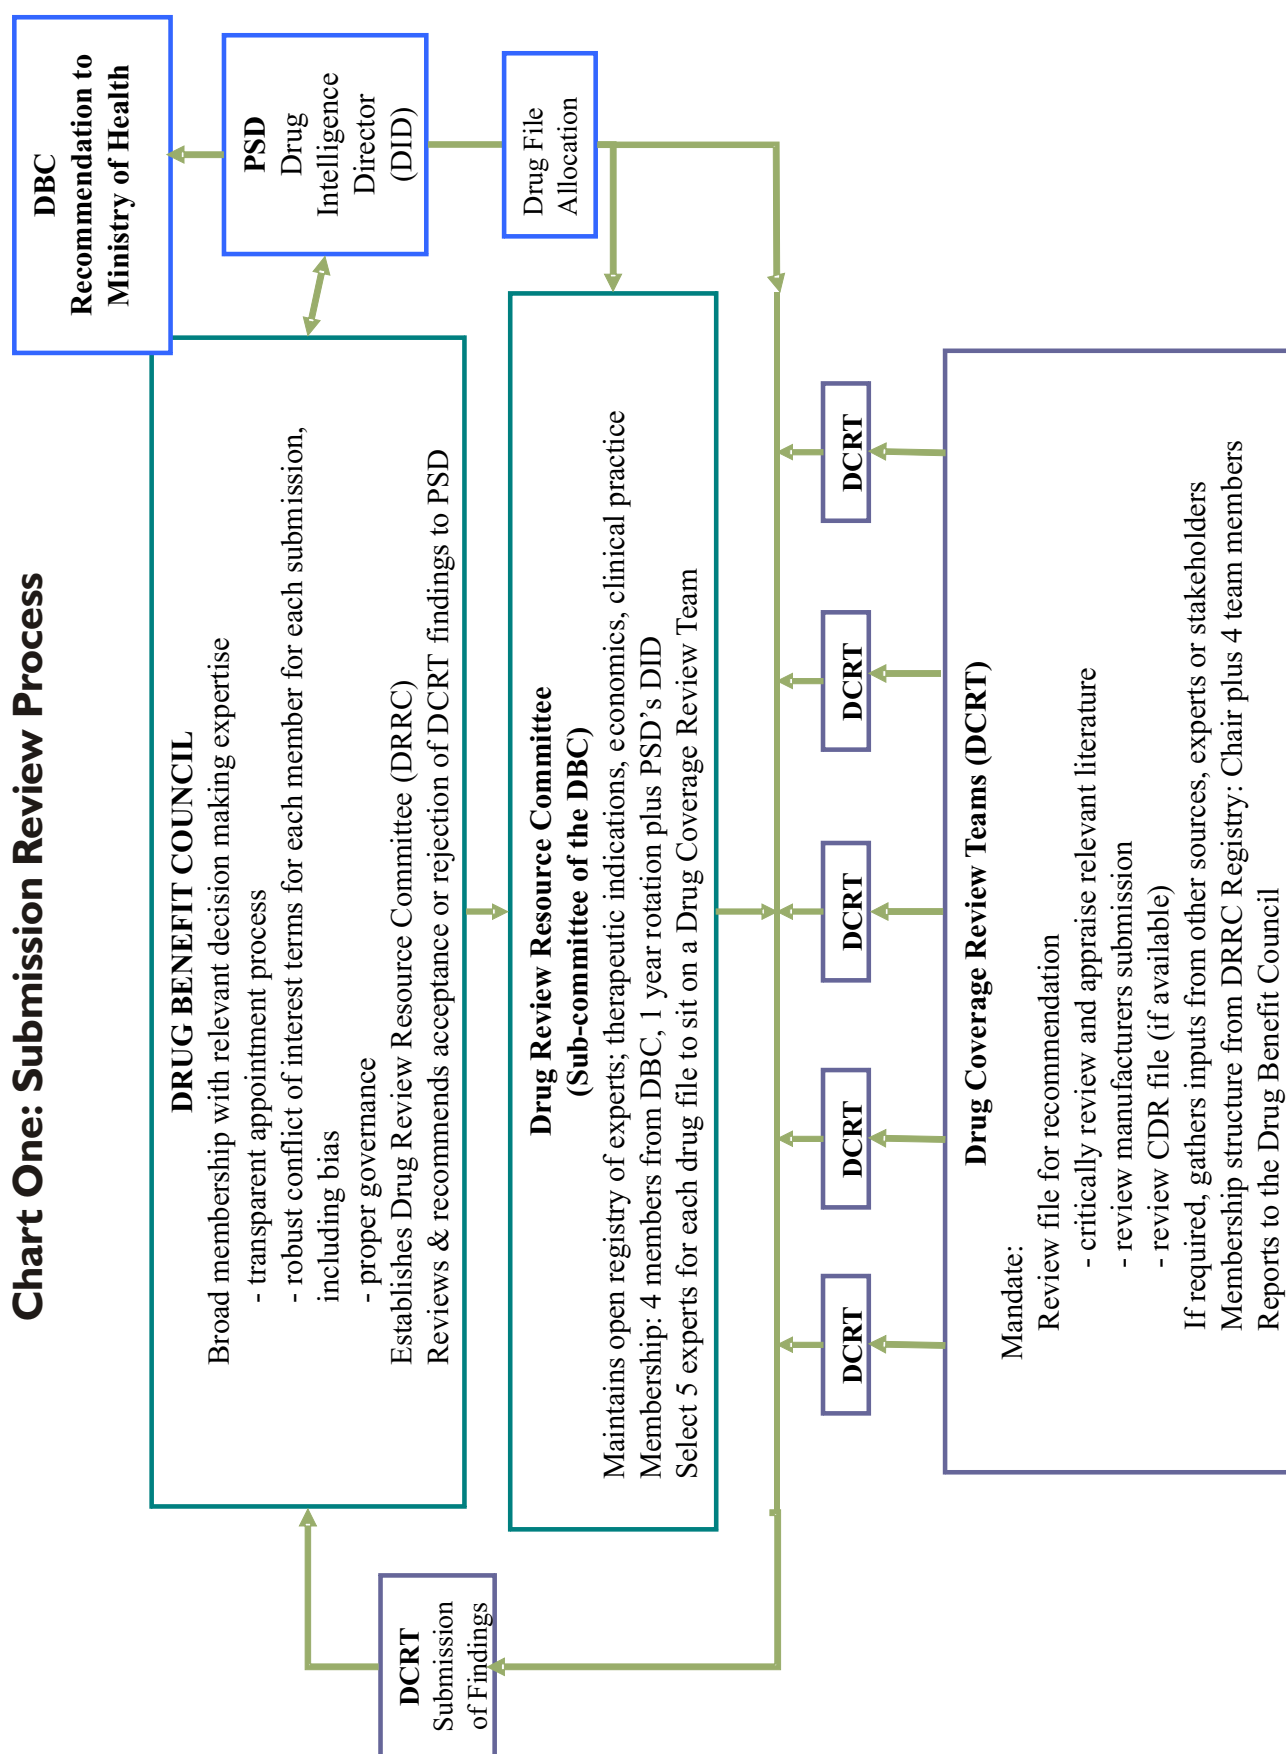 Chart One: Submission Review Process
DBC
Recommendation to
Ministry of Health
PSD
Drug
Intelligence
Director
(DID)
Drug File
Allocation
DRUG BENEFIT COUNCIL
Broad membership with relevant decision making expertise
- transparent appointment process
- robust conflict of interest terms for each member for each submission,
including bias
- proper governance
Establishes Drug Review Resource Committee (DRRC)
Reviews & recommends acceptance or rejection of DCRT findings to PSD
DCRT
Submission
of Findings
Drug Review Resource Committee
(Sub-committee of the DBC)
Maintains open registry of experts; therapeutic indications, economics, clinical practice
Membership: 4 members from DBC, 1 year rotation plus PSD's DID
Select 5 experts for each drug file to sit on a Drug Coverage Review Team
DCRT
DCRT
DCRT
DCRT
DCRT
Drug Coverage Review Teams (DCRT)
Mandate:
Review file for recommendation
- critically review and appraise relevant literature
- review manufacturers submission
- review CDR file (if available)
If required, gathers inputs from other sources, experts or stakeholders
Membership structure from DRRC Registry: Chair plus 4 team members
Reports to the Drug Benefit Council